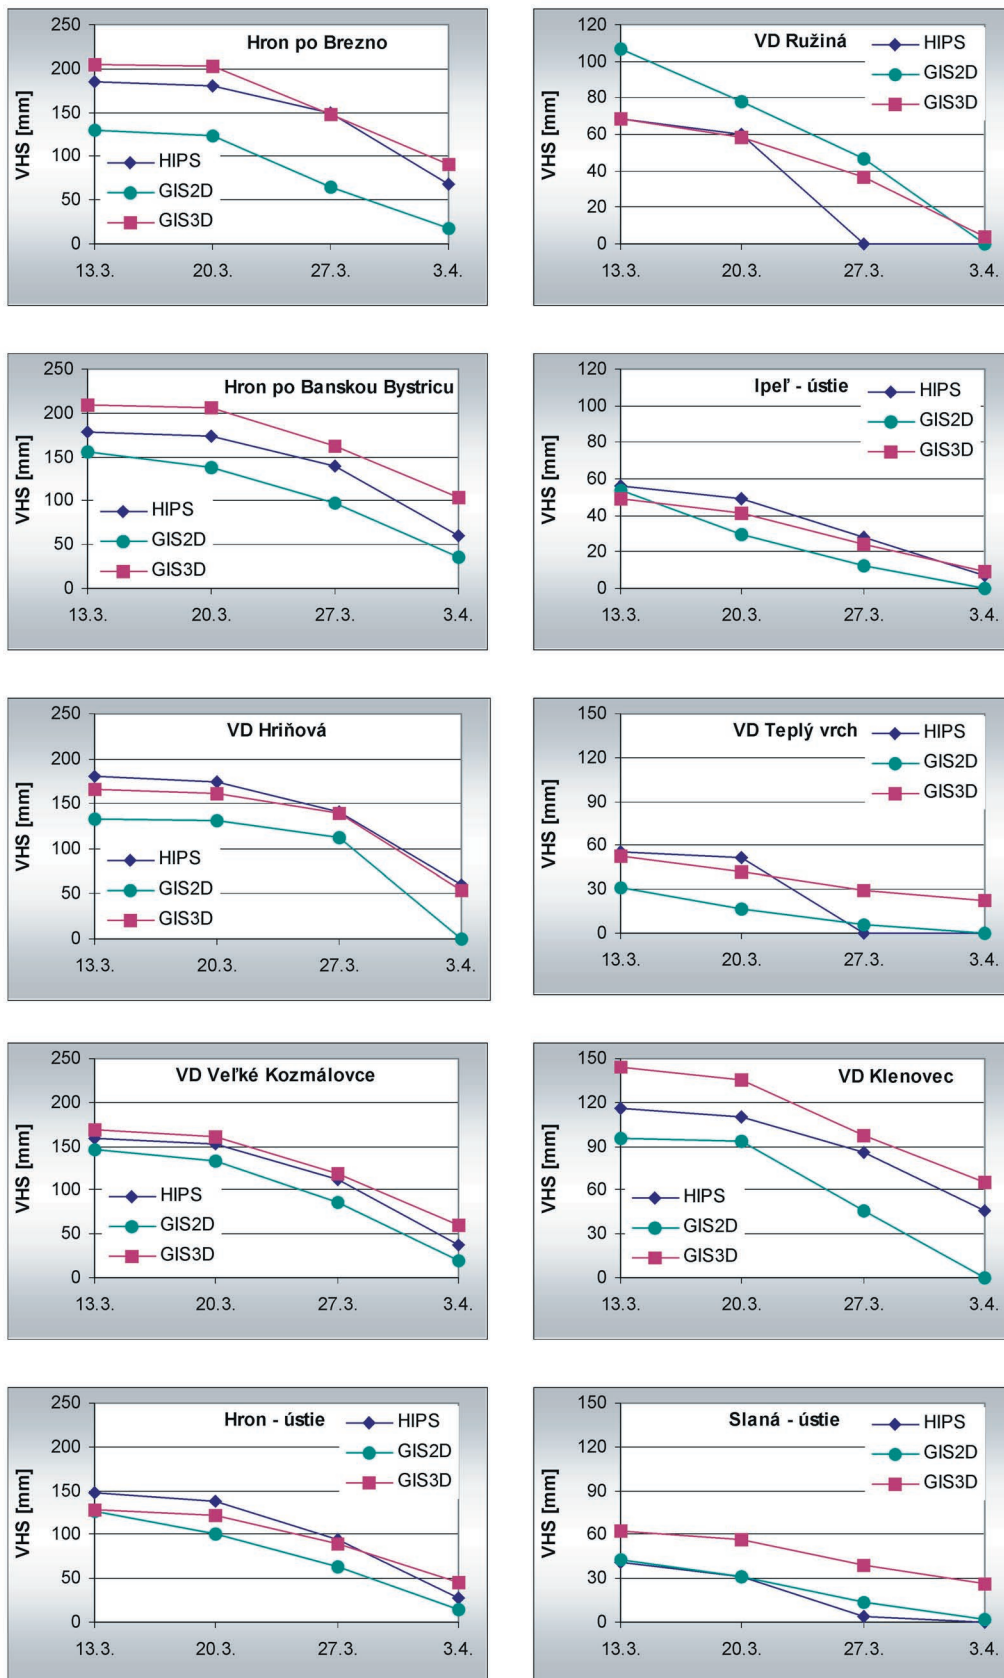 Hron po Brezno
VHS [mm]
250
200
150
100
50
0
HIPS
GIS2D
GIS3D
13.3. 20.3. 27.3. 3.4.
VD Ružiná
VHS [mm]
120
100
80
60
40
20
0
HIPS
GIS2D
GIS3D
13.3. 20.3. 27.3. 3.4.
Hron po Banskou Bystricu
VHS [mm]
250
200
150
100
50
0
HIPS
GIS2D
GIS3D
13.3. 20.3. 27.3. 3.4.
Ipeľ - ústie
VHS [mm]
120
100
80
60
40
20
0
HIPS
GIS2D
GIS3D
13.3. 20.3. 27.3. 3.4.
VD Hriňová
VHS [mm]
250
200
150
100
50
0
HIPS
GIS2D
GIS3D
13.3. 20.3. 27.3. 3.4.
VD Teplý vrch
VHS [mm]
150
120
90
60
30
0
HIPS
GIS2D
GIS3D
13.3. 20.3. 27.3. 3.4.
VD Veľké Kozmálovce
VHS [mm]
250
200
150
100
50
0
HIPS
GIS2D
GIS3D
13.3. 20.3. 27.3. 3.4.
VD Klenovec
VHS [mm]
150
120
90
60
30
0
HIPS
GIS2D
GIS3D
13.3. 20.3. 27.3. 3.4.
Hron - ústie
VHS [mm]
250
200
150
100
50
0
HIPS
GIS2D
GIS3D
13.3. 20.3. 27.3. 3.4.
Slaná - ústie
VHS [mm]
150
120
90
60
30
0
HIPS
GIS2D
GIS3D
13.3. 20.3. 27.3. 3.4.